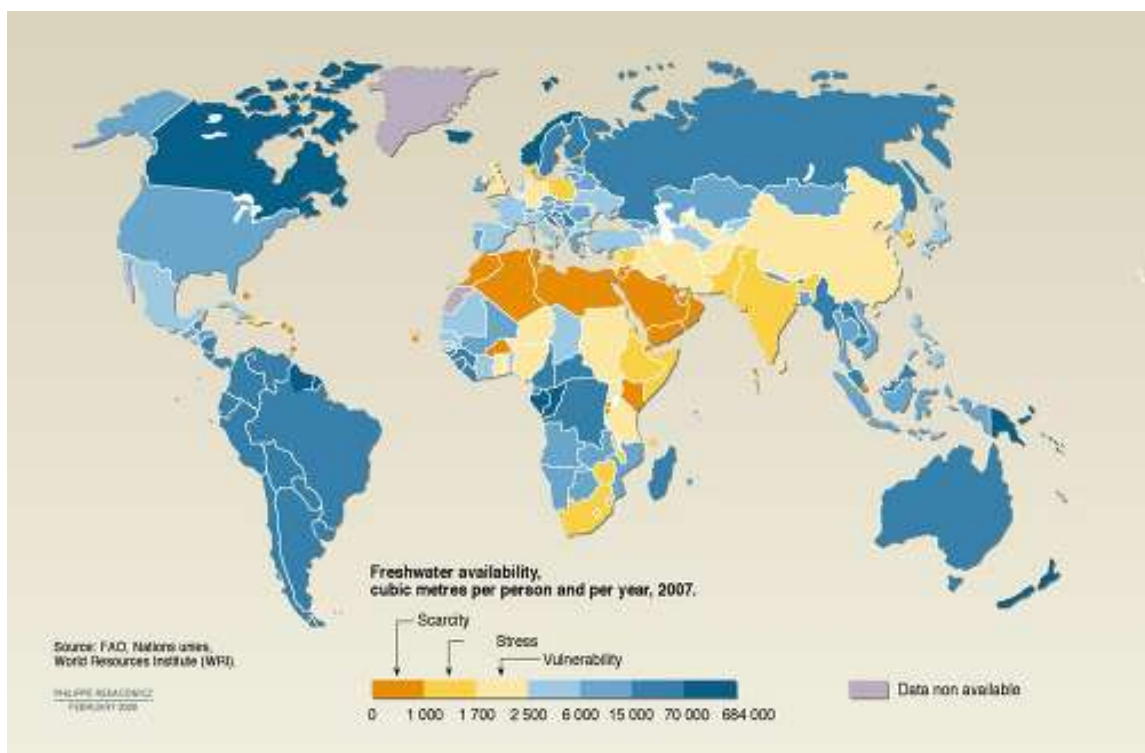 Freshwater availability,
cubic metres per person and per year, 2007.
Scarcity
Stress
Vulnerability
0 1 000 1 700 2 500 6 000 15 000 70 000 684 000
Data non available
Source: FAO, Nations unies,
World Resources Institute (WRI).
PHILIPPE REKACEWICZ
FEBRUARY